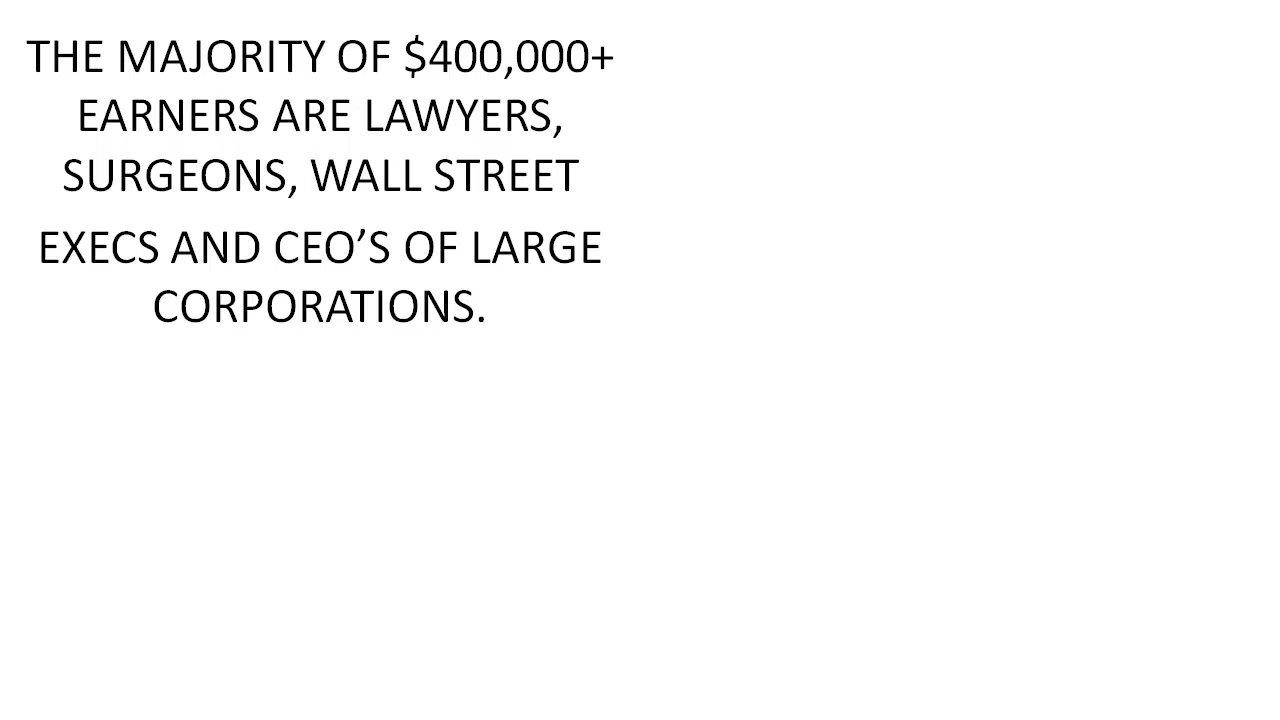 THE MAJORITY OF $400,000+
EARNERS ARE LAWYERS,
SURGEONS, WALL STREET
EXECS AND CEO’S OF LARGE
CORPORATIONS.